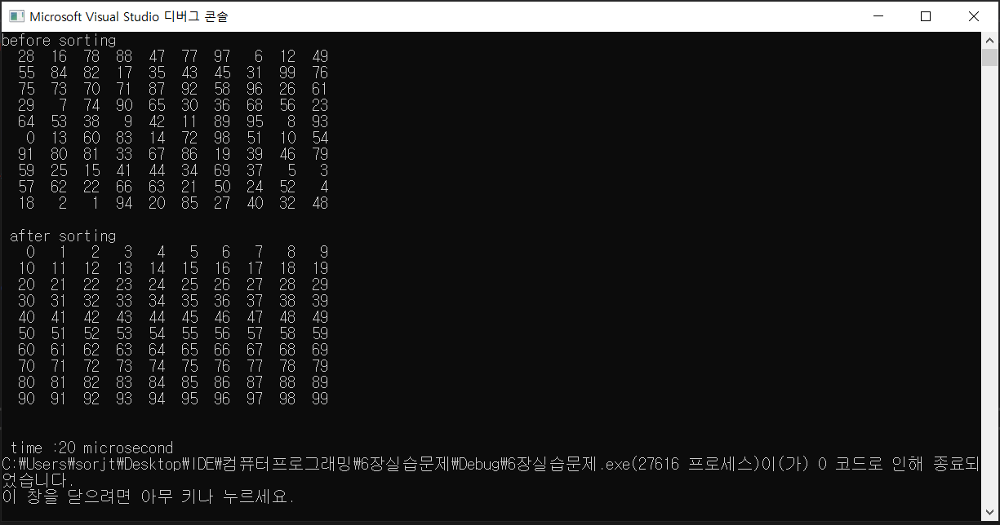 Microsoft Visual Studio 디버그 콘솔
before sorting
28 16 78 88 47 77 97 6 12 49
55 84 82 17 35 43 45 31 99 76
75 73 70 71 87 92 58 96 26 61
29 7 74 90 65 30 36 68 56 23
64 53 38 9 42 11 89 95 8 93
0 13 60 83 14 72 98 51 10 54
91 80 81 33 67 86 19 39 46 79
59 25 15 41 44 34 69 37 5 3
57 62 22 66 63 21 50 24 52 4
18 2 1 94 20 85 27 40 32 48
after sorting
0 1 2 3 4 5 6 7 8 9
10 11 12 13 14 15 16 17 18 19
20 21 22 23 24 25 26 27 28 29
30 31 32 33 34 35 36 37 38 39
40 41 42 43 44 45 46 47 48 49
50 51 52 53 54 55 56 57 58 59
60 61 62 63 64 65 66 67 68 69
70 71 72 73 74 75 76 77 78 79
80 81 82 83 84 85 86 87 88 89
90 91 92 93 94 95 96 97 98 99
time :20 microsecond
C:₩Users₩sorjt₩Desktop₩IDE₩컴퓨터프로그래밍₩6장실습문제₩Debug₩6장실습문제.exe(27616 프로세스)이(가) 0 코드로 인해 종료되
었습니다.
이 창을 닫으려면 아무 키나 누르세요.